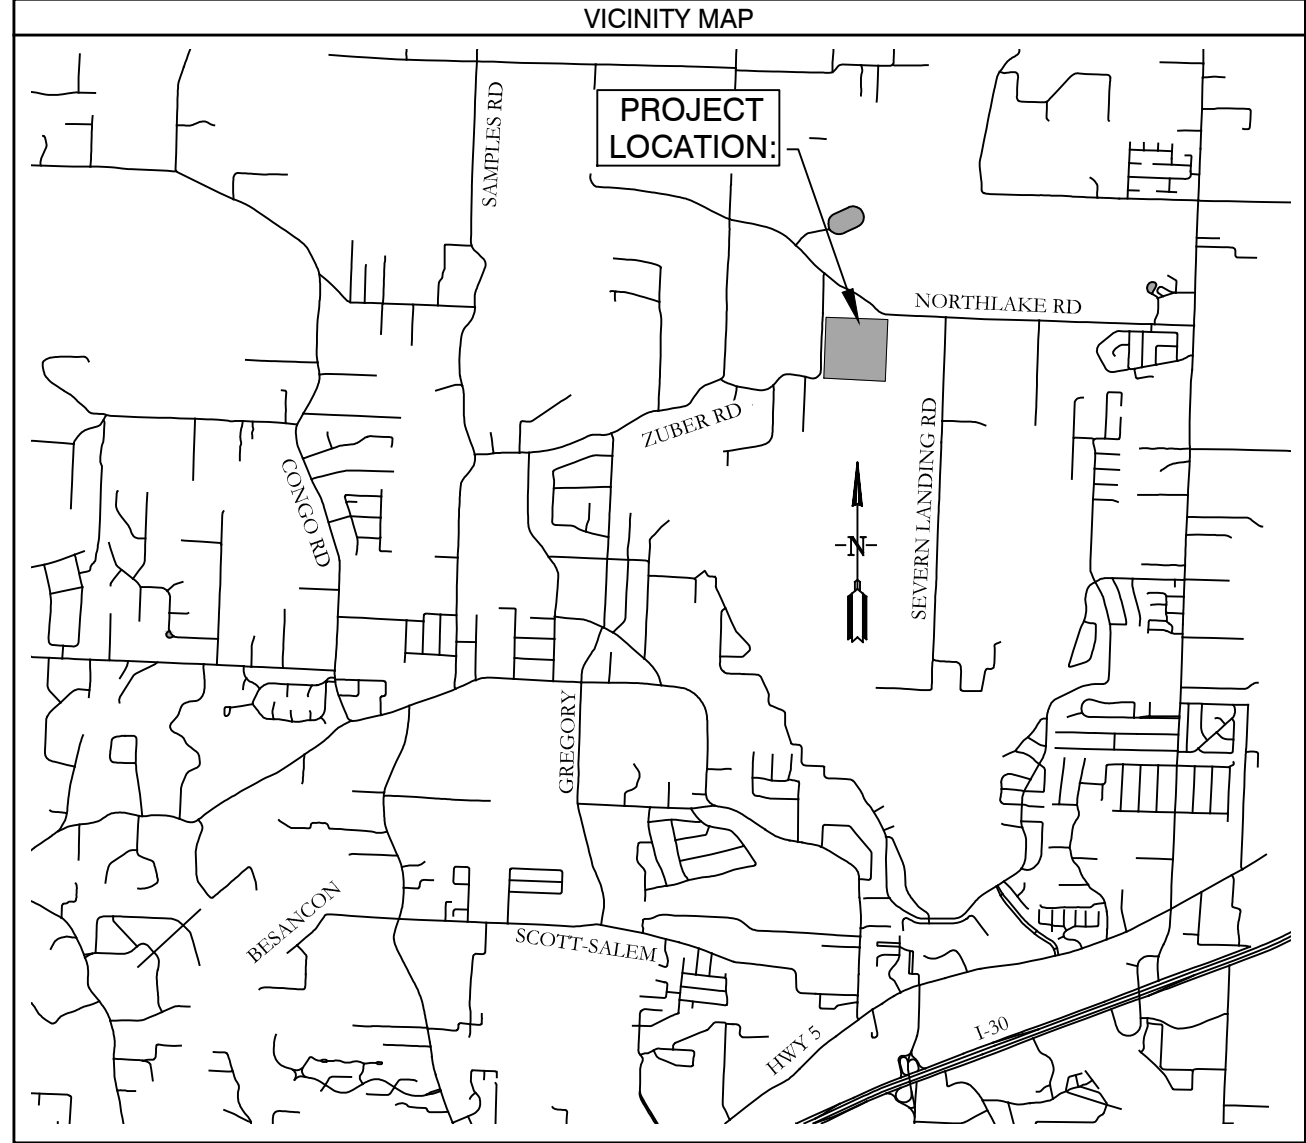 VICINITY MAP
SAMPLES RD
PROJECT
LOCATION:
NORTHLAKE RD
ZUBER RD
CONGO RD
SEVERN LANDING RD
N
GREGORY
BESANCON
SCOTT-SALEM
HWY 5
I-30